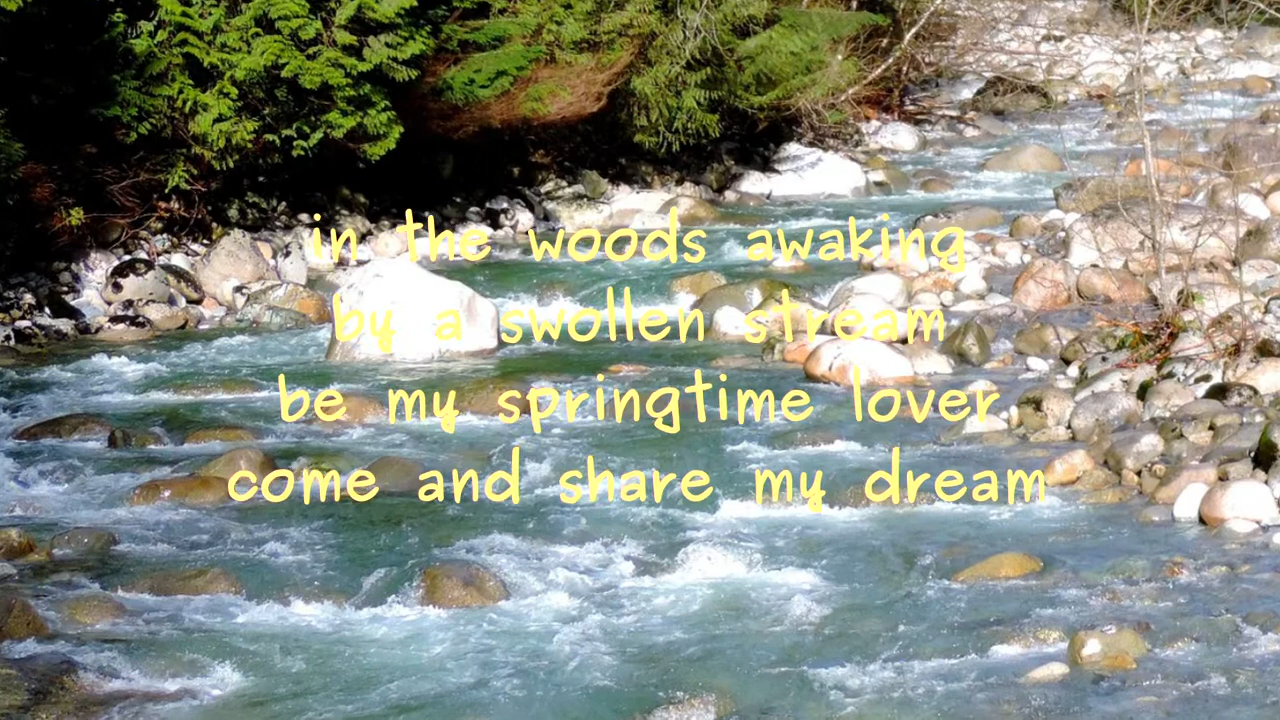 in the woods awaking
by a swollen stream
be my springtime lover
come and share my dream